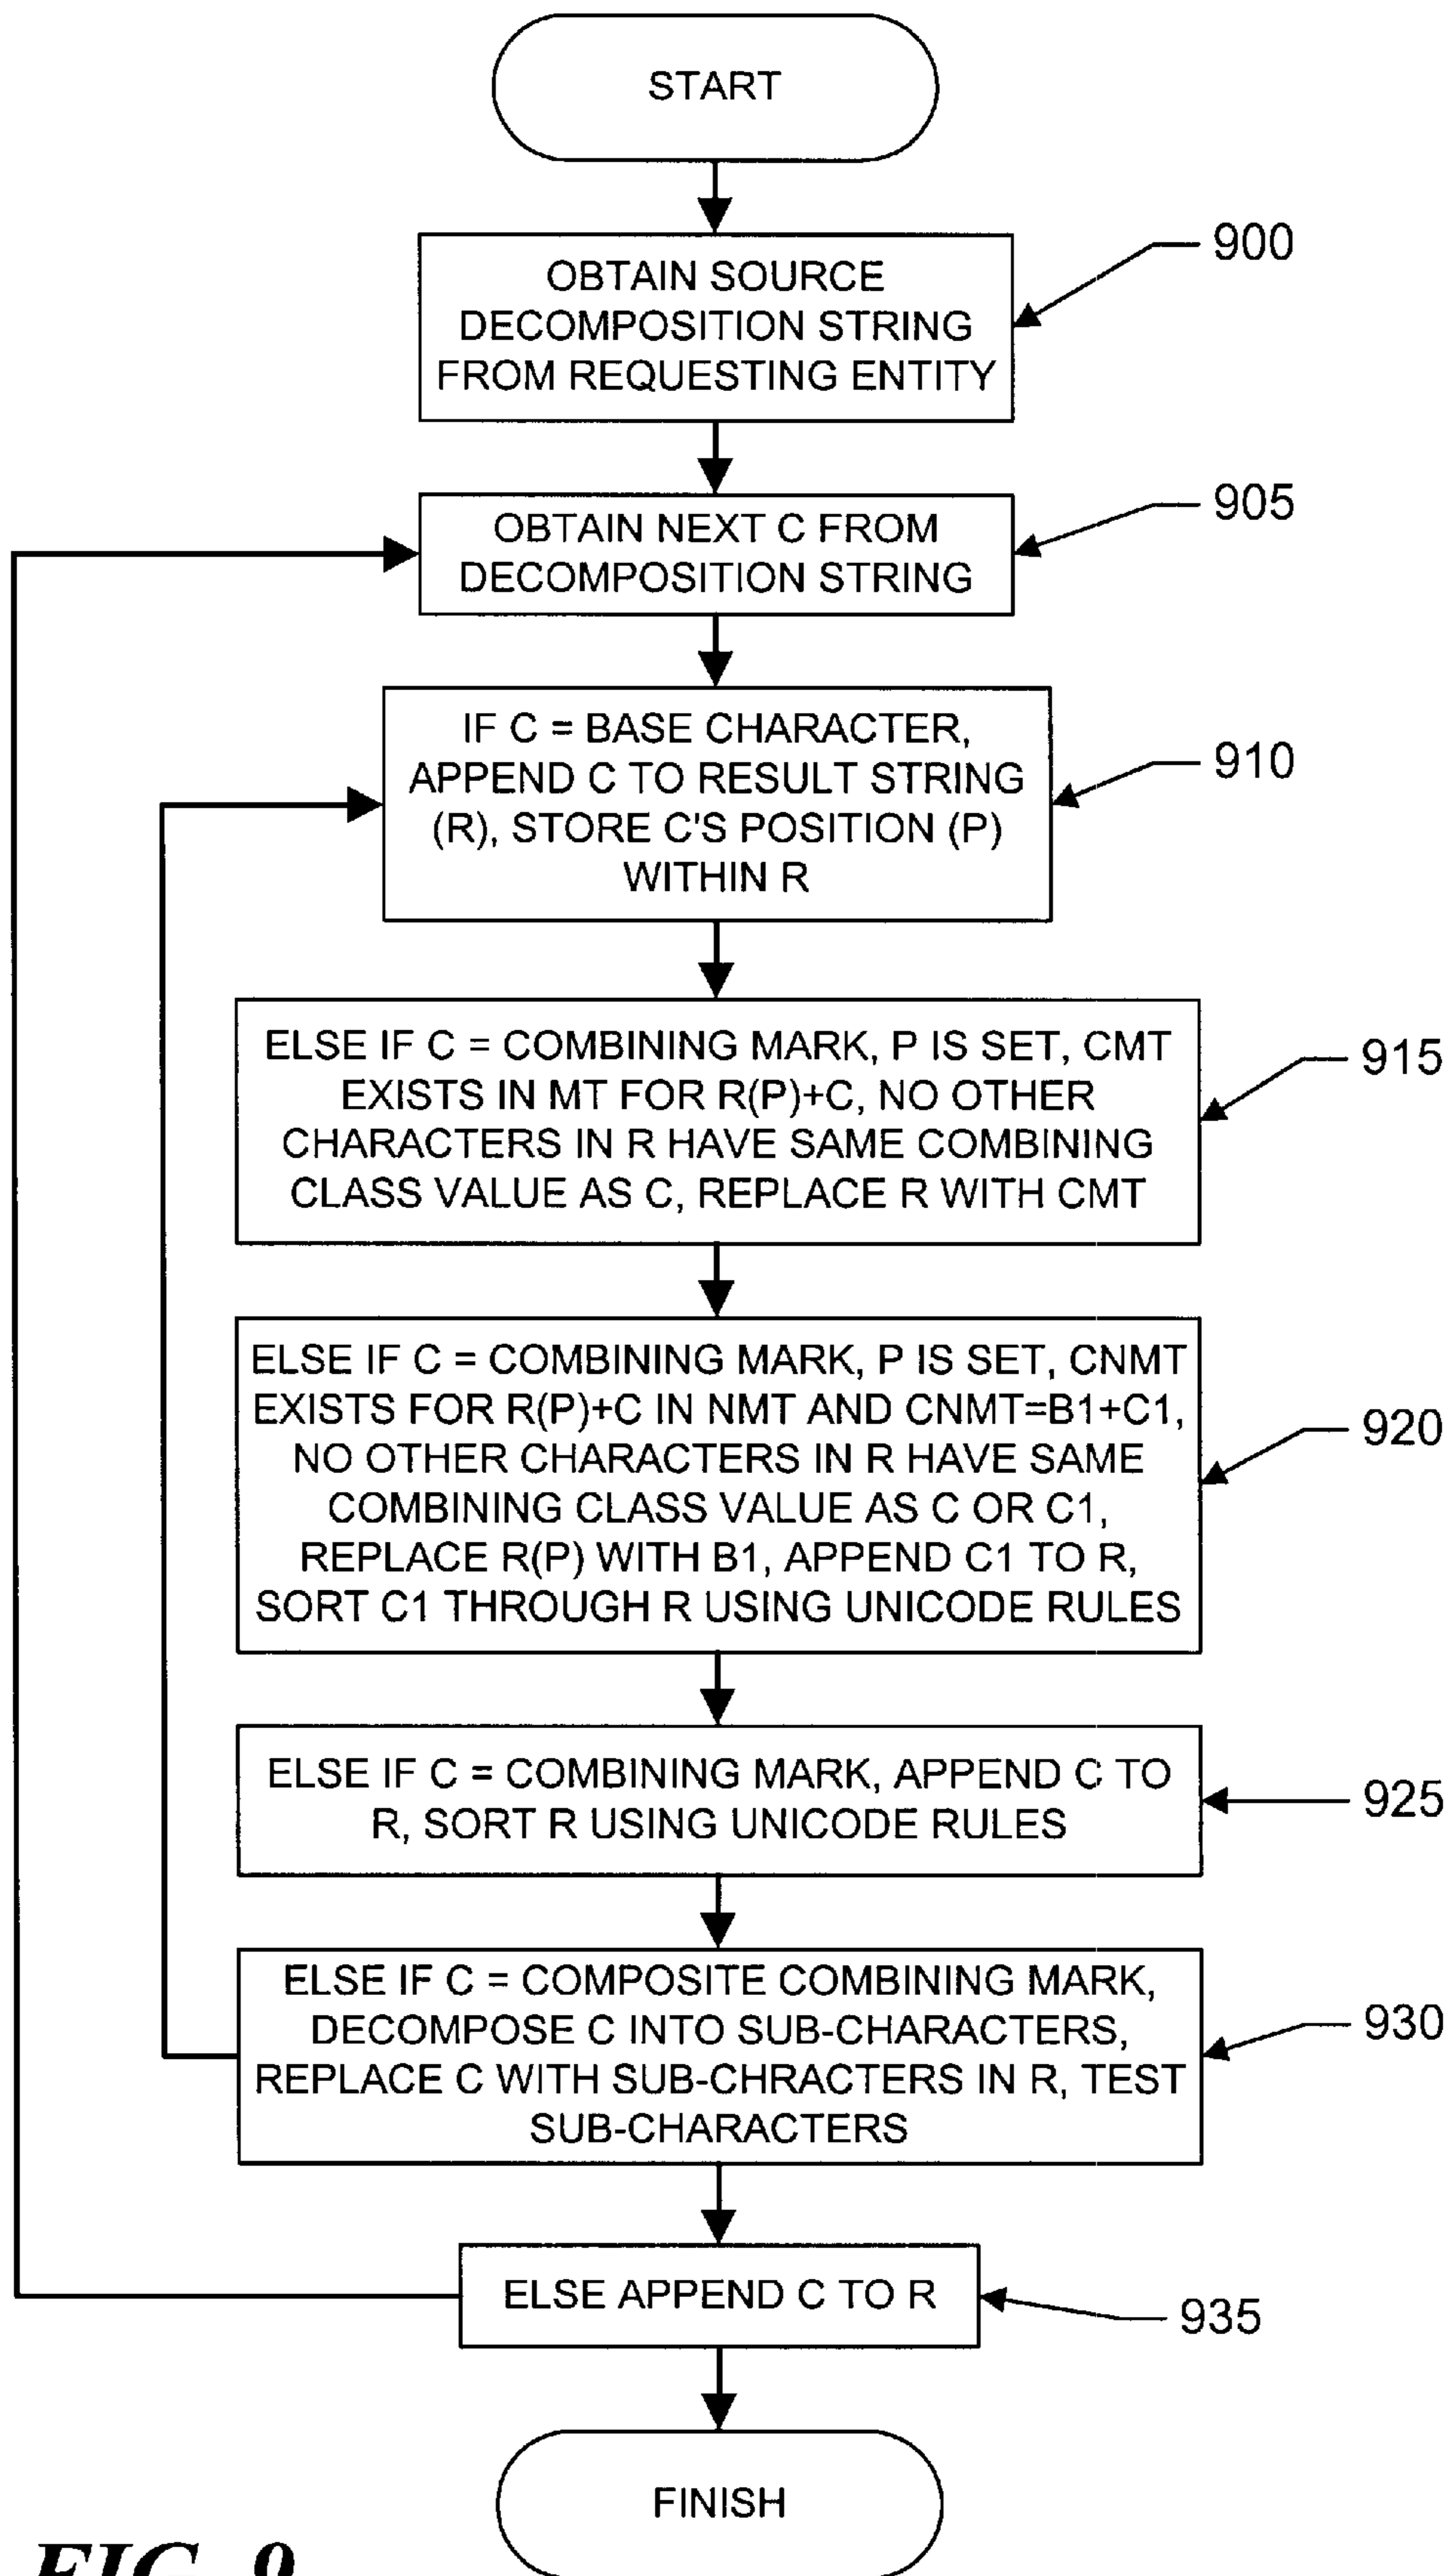 START
900
OBTAIN SOURCE
DECOMPOSITION STRING
FROM REQUESTING ENTITY
905
OBTAIN NEXT C FROM
DECOMPOSITION STRING
910
IF C = BASE CHARACTER,
APPEND C TO RESULT STRING
(R), STORE C'S POSITION (P)
WITHIN R
915
ELSE IF C = COMBINING MARK, P IS SET, CMT
EXISTS IN MT FOR R(P)+C, NO OTHER
CHARACTERS IN R HAVE SAME COMBINING
CLASS VALUE AS C, REPLACE R WITH CMT
920
ELSE IF C = COMBINING MARK, P IS SET, CNMT
EXISTS FOR R(P)+C IN NMT AND CNMT=B1+C1,
NO OTHER CHARACTERS IN R HAVE SAME
COMBINING CLASS VALUE AS C OR C1,
REPLACE R(P) WITH B1, APPEND C1 TO R,
SORT C1 THROUGH R USING UNICODE RULES
925
ELSE IF C = COMBINING MARK, APPEND C TO
R, SORT R USING UNICODE RULES
930
ELSE IF C = COMPOSITE COMBINING MARK,
DECOMPOSE C INTO SUB-CHARACTERS,
REPLACE C WITH SUB-CHRACTERS IN R, TEST
SUB-CHARACTERS
ELSE APPEND C TO R
935
FINISH
FIG. 9